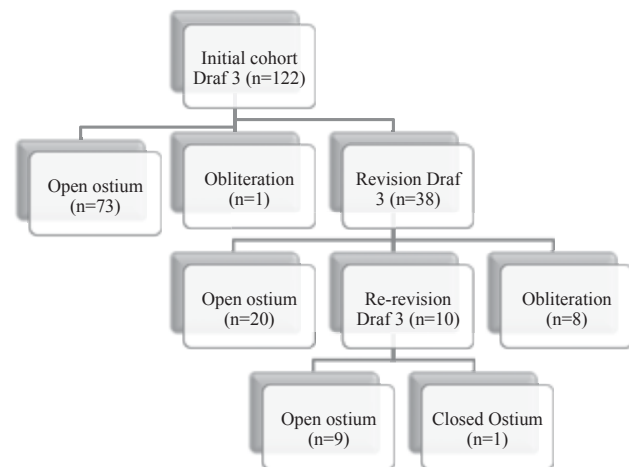 Initial cohort
Draf 3 (n=122)
Open ostium
(n=73)
Obliteration
(n=1)
Revision Draf
3 (n=38)
Open ostium
(n=20)
Re-revision
Draf 3 (n=10)
Obliteration
(n=8)
Open ostium
(n=9)
Closed Ostium
(n=1)